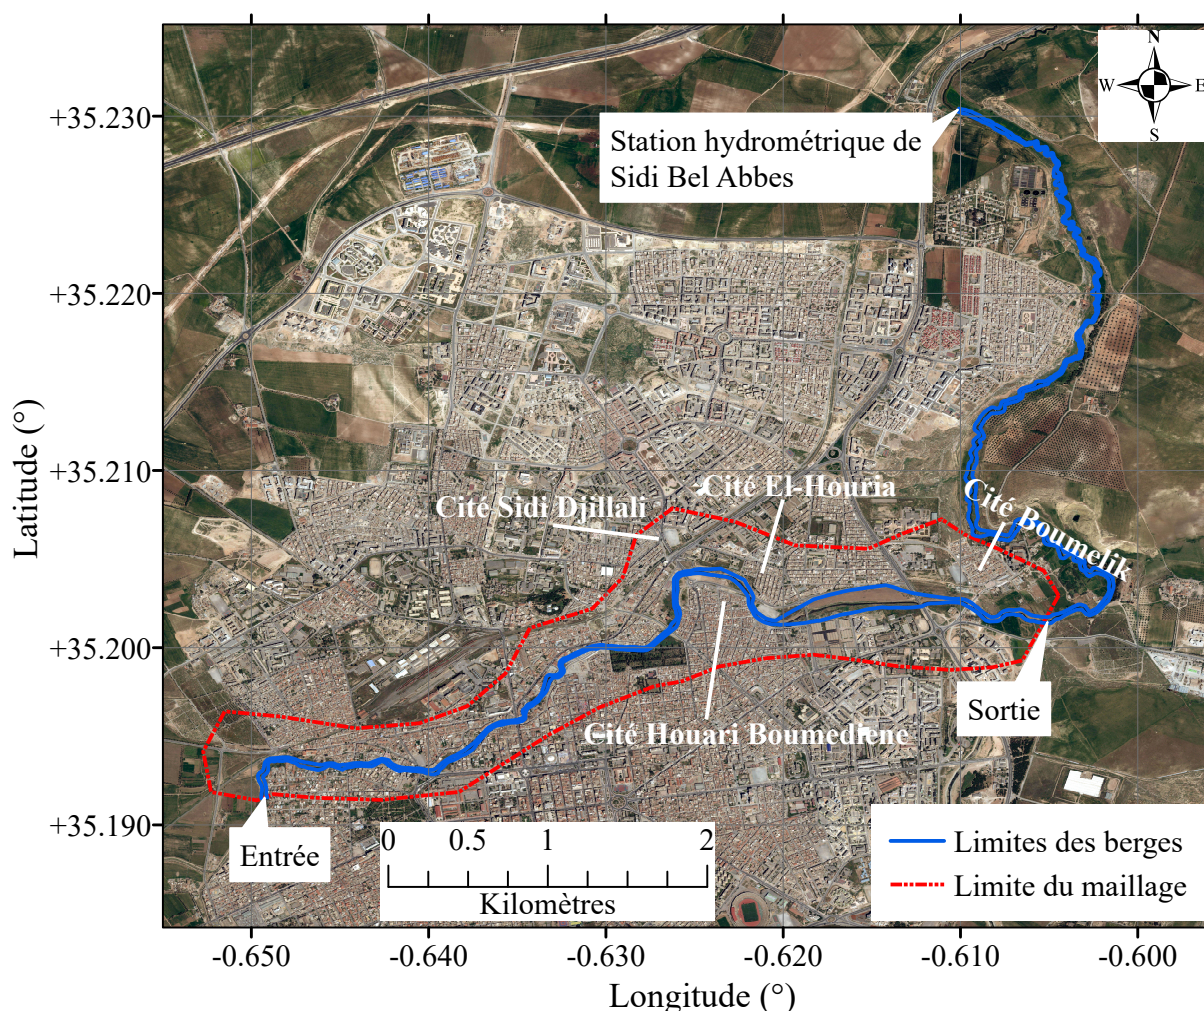 N
W
E
S
+35.230
+35.220
+35.210
+35.200
+35.190
Latitude (°)
Station hydrométrique de
Sidi Bel Abbes
Cité Sidi Djillali
Cité El-Houria
Cité Boumelik
Cité Houari Boumediene
Sortie
Entrée
0 0.5 1 2
Kilomètres
Limites des berges
Limite du maillage
-0.650 -0.640 -0.630 -0.620 -0.610 -0.600
Longitude (°)